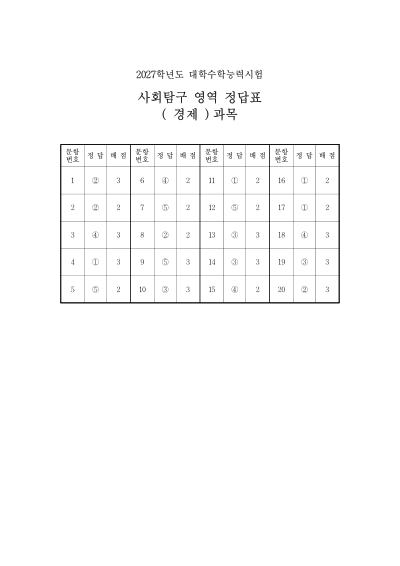 2027학년도 대학수학능력시험
사회탐구 영역 정답표
( 경제 ) 과목
문항번호 정 답 배 점 문항번호 정 답 배 점 문항번호 정 답 배 점 문항번호 정 답 배 점
1 ② 3 6 ④ 2 11 ① 2 16 ① 2
2 ② 2 7 ⑤ 2 12 ⑤ 2 17 ① 2
3 ④ 3 8 ② 2 13 ③ 3 18 ④ 3
4 ① 3 9 ⑤ 3 14 ③ 3 19 ③ 3
5 ⑤ 2 10 ③ 3 15 ④ 2 20 ② 3